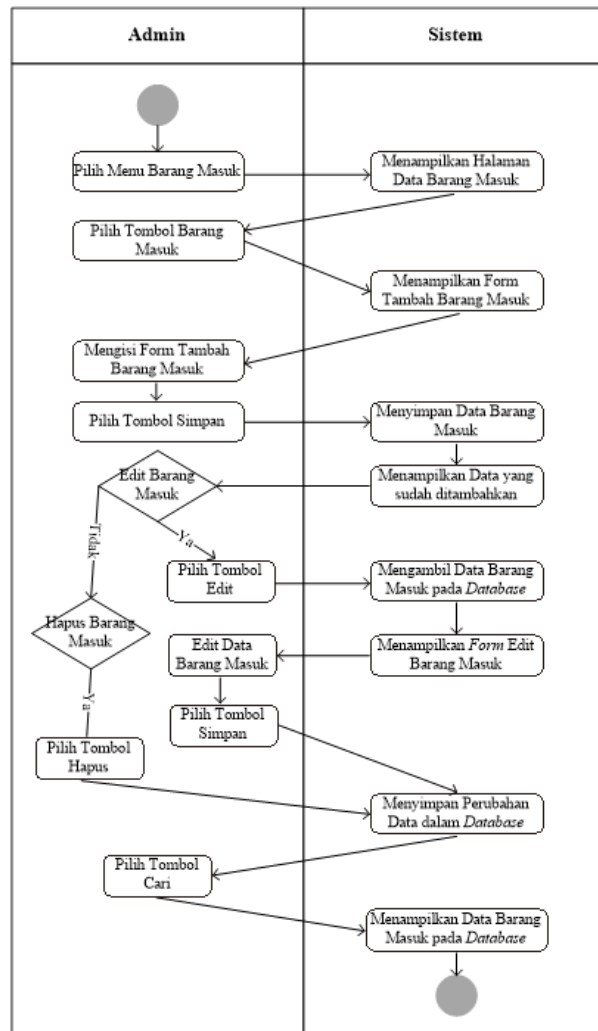 Admin
Sistem
Pilih Menu Barang Masuk
Menampilkan Halaman
Data Barang Masuk
Pilih Tombol Barang
Masuk
Menampilkan Form
Tambah Barang Masuk
Mengisi Form Tambah
Barang Masuk
Pilih Tombol Simpan
Menyimpan Data Barang
Masuk
Edit Barang
Masuk
Menampilkan Data yang
sudah ditambahkan
Tidak
Ya
Pilih Tombol
Edit
Mengambil Data Barang
Masuk pada Database
Hapus Barang
Masuk
Edit Data
Barang Masuk
Menampilkan Form Edit
Barang Masuk
Ya
Pilih Tombol
Simpan
Pilih Tombol
Hapus
Menyimpan Perubahan
Data dalam Database
Pilih Tombol
Cari
Menampilkan Data Barang
Masuk pada Database